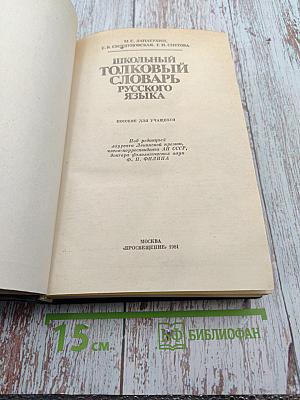 М. С. ЛАПАТУХИН,
Е. В. СКОРЛУПОВСКАЯ, Г. П. СНЕТОВА
ШКОЛЬНЫЙ
ТОЛКОВЫЙ
СЛОВАРЬ
РУССКОГО
ЯЗЫКА
ПОСОБИЕ ДЛЯ УЧАЩИХСЯ
Под редакцией
лауреата Ленинской премии,
члена-корреспондента АН СССР,
доктора филологических наук
Ф. П. ФИЛИНА
МОСКВА
«ПРОСВЕЩЕНИЕ» 1981
15 см
БИБЛИОФАН